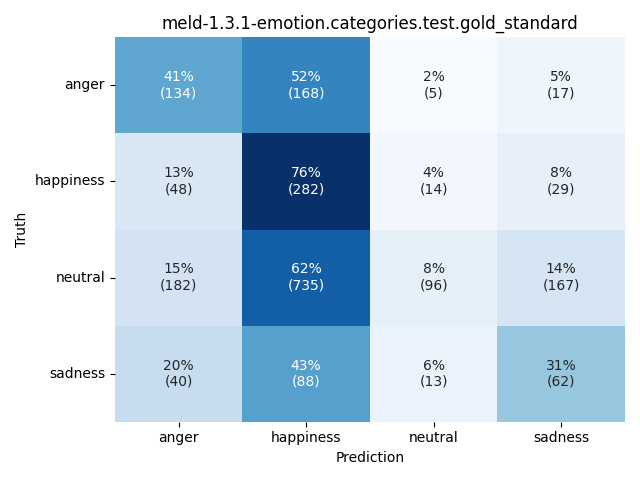 meld-1.3.1-emotion.categories.test.gold_standard
anger
41%
(134)
52%
(168)
2%
(5)
5%
(17)
happiness
13%
(48)
76%
(282)
4%
(14)
8%
(29)
neutral
15%
(182)
62%
(735)
8%
(96)
14%
(167)
sadness
20%
(40)
43%
(88)
6%
(13)
31%
(62)
Truth
anger
happiness
neutral
sadness
Prediction